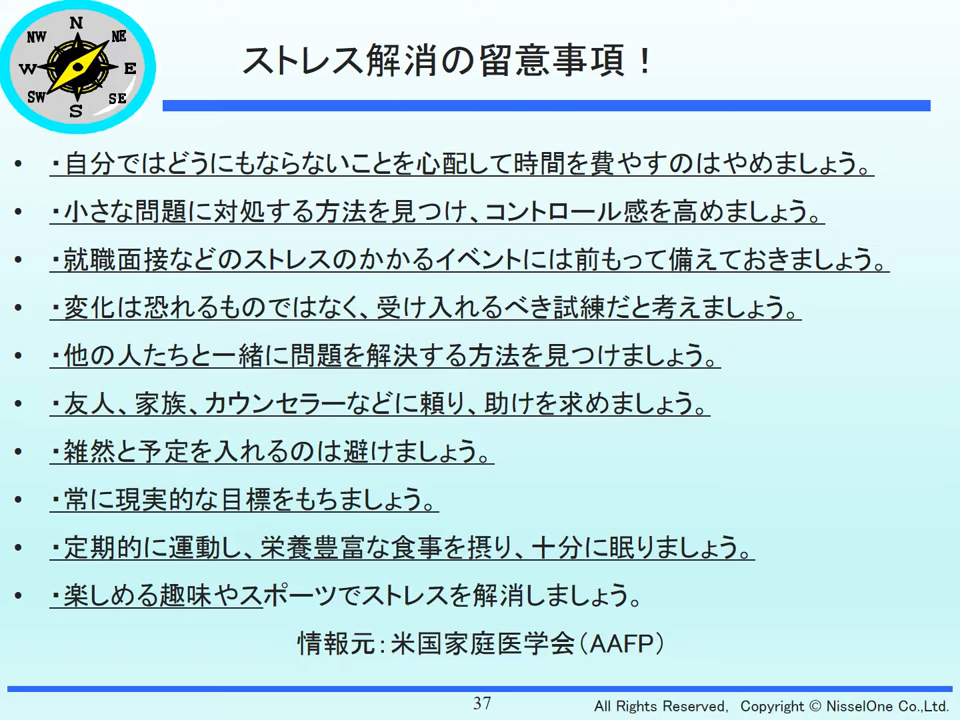 N
NW NE
W E
SW SE
S
ストレス解消の留意事項！
• ・自分ではどうにもならないことを心配して時間を費やすのはやめましょう。
• ・小さな問題に対処する方法を見つけ、コントロール感を高めましょう。
• ・就職面接などのストレスのかかるイベントには前もって備えておきましょう。
• ・変化は恐れるものではなく、受け入れるべき試練だと考えましょう。
• ・他の人たちと一緒に問題を解決する方法を見つけましょう。
• ・友人、家族、カウンセラーなどに頼り、助けを求めましょう。
• ・雑然と予定を入れるのは避けましょう。
• ・常に現実的な目標をもちましょう。
• ・定期的に運動し、栄養豊富な食事を摂り、十分に眠りましょう。
• ・楽しめる趣味やスポーツでストレスを解消しましょう。
情報元：米国家庭医学会（AAFP）
37
All Rights Reserved, Copyright © NisselOne Co.,Ltd.